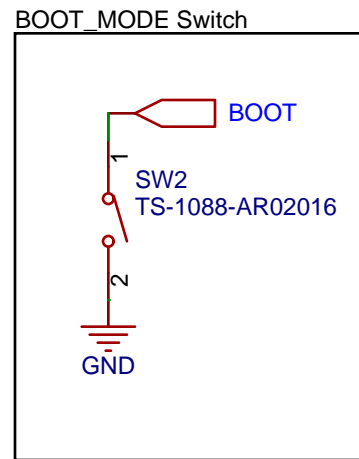 BOOT_MODE Switch
BOOT
1
SW2
TS-1088-AR02016
2
GND